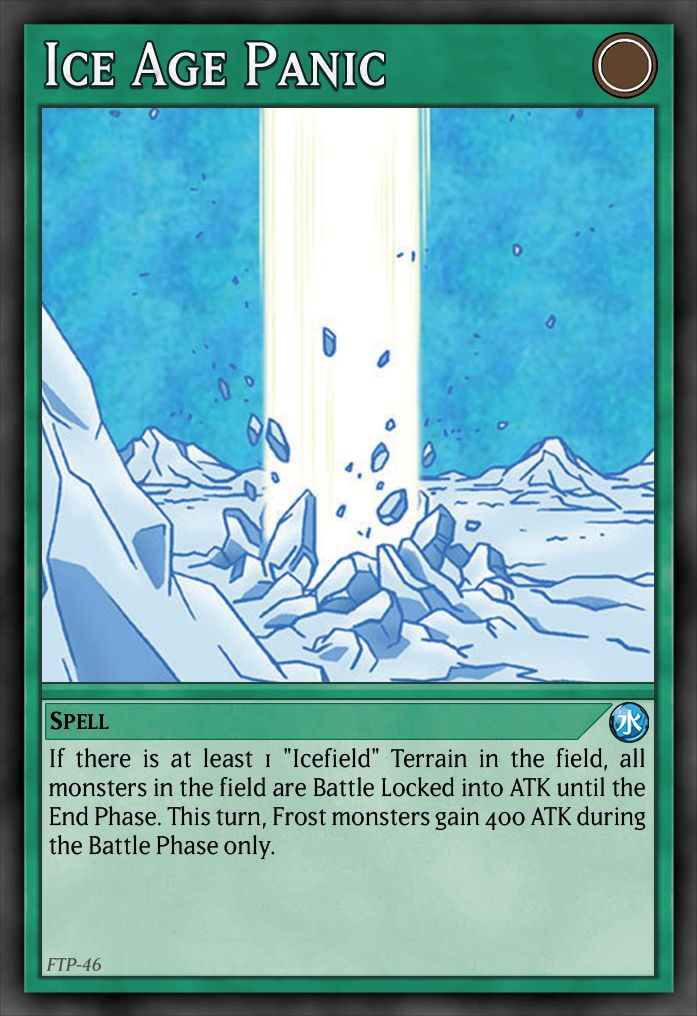 Ice Age Panic
Spell
水
If there is at least 1 "Icefield" Terrain in the field, all
monsters in the field are Battle Locked into ATK until the
End Phase. This turn, Frost monsters gain 400 ATK during
the Battle Phase only.
FTP-46